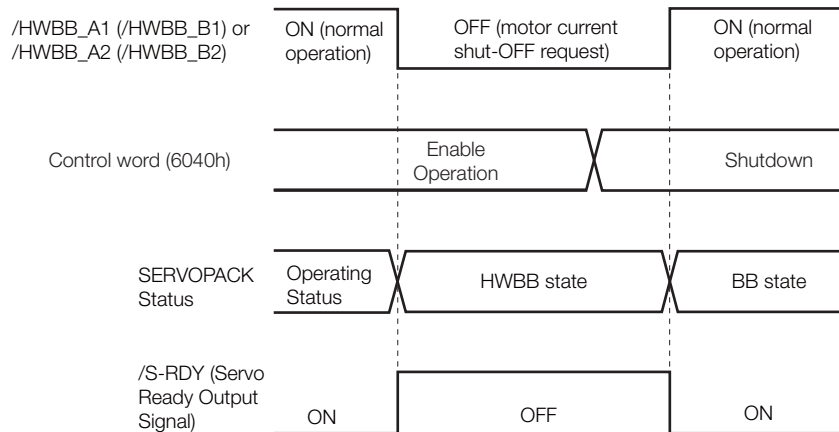 /HWBB_A1 (/HWBB_B1) or
/HWBB_A2 (/HWBB_B2)
ON (normal
operation)
OFF (motor current
shut-OFF request)
ON (normal
operation)
Control word (6040h)
Enable
Operation
Shutdown
SERVOPACK
Status
Operating
Status
HWBB state
BB state
/S-RDY (Servo
Ready Output
Signal)
ON
OFF
ON